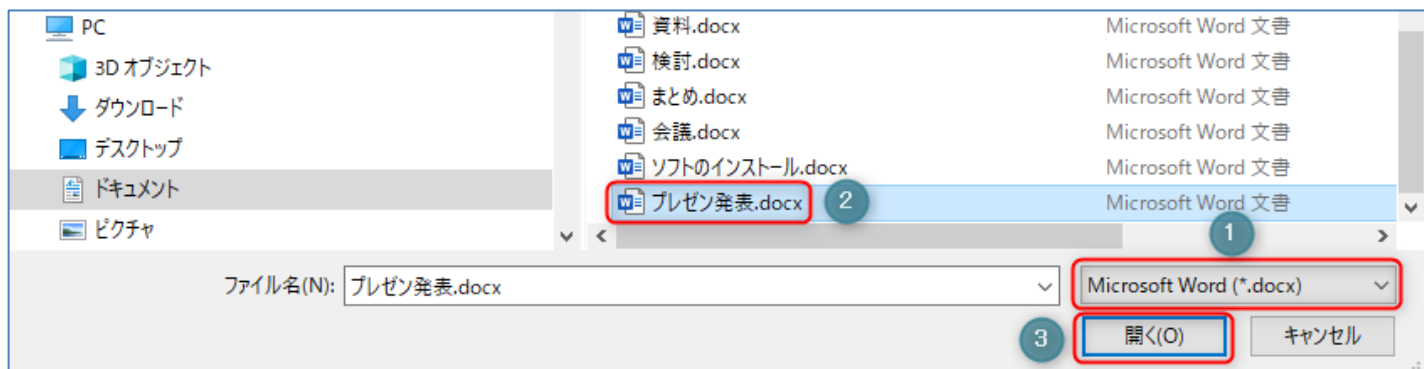 PC
3D オブジェクト
ダウンロード
デスクトップ
ドキュメント
ピクチャ
資料.docx Microsoft Word 文書
検討.docx Microsoft Word 文書
まとめ.docx Microsoft Word 文書
会議.docx Microsoft Word 文書
ソフトのインストール.docx Microsoft Word 文書
プレゼン発表.docx 2 Microsoft Word 文書
1
ファイル名(N): プレゼン発表.docx Microsoft Word (*.docx)
3 開く(O) キャンセル